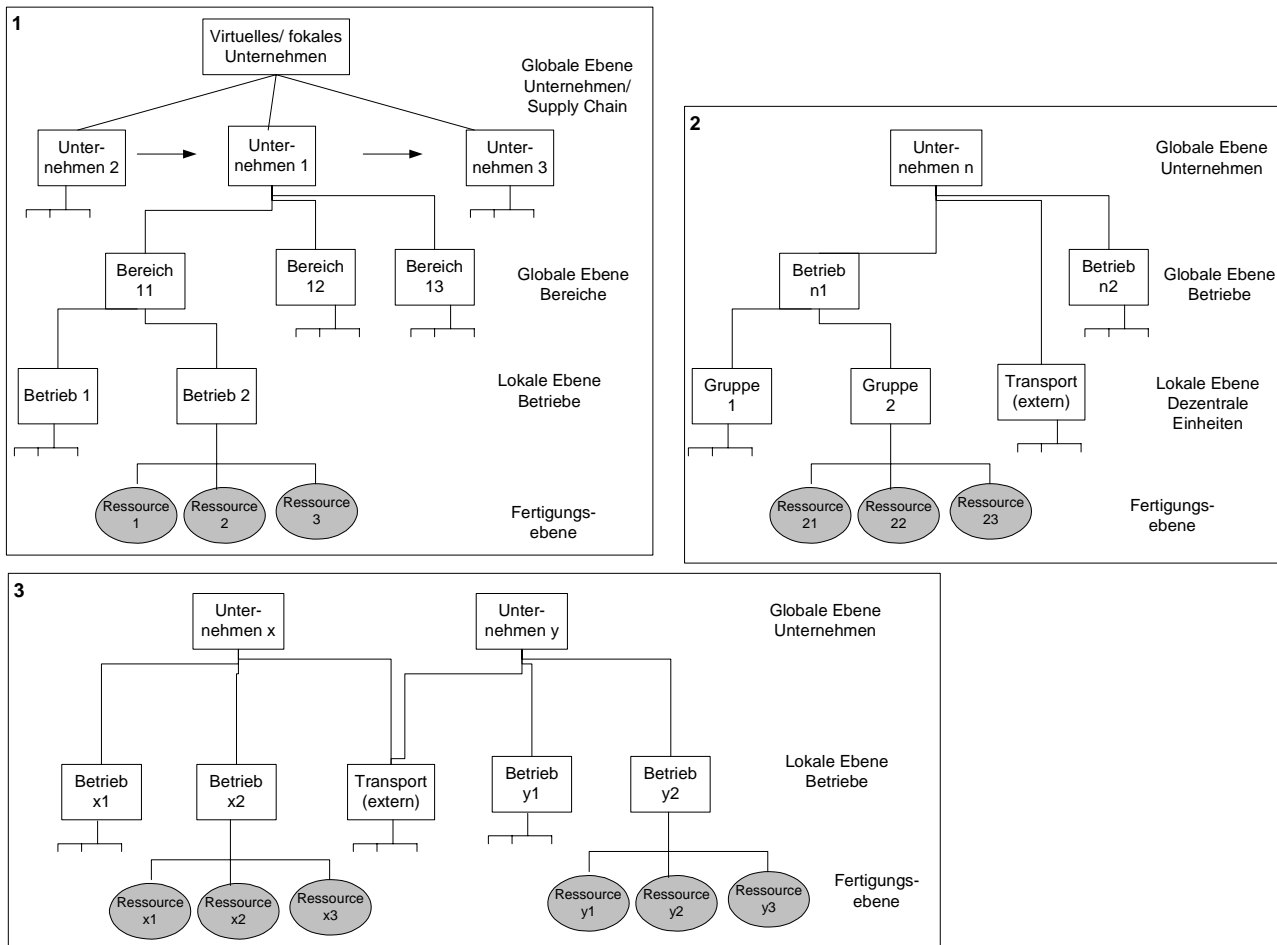 1
Virtuelles/ fokales
Unternehmen
Globale Ebene
Unternehmen/
Supply Chain
Unter-
nehmen 2
Unter-
nehmen 1
Unter-
nehmen 3
Bereich
11
Bereich
12
Bereich
13
Globale Ebene
Bereiche
Betrieb 1
Betrieb 2
Lokale Ebene
Betriebe
Ressource
1
Ressource
2
Ressource
3
Fertigungs-
ebene
2
Unter-
nehmen n
Globale Ebene
Unternehmen
Betrieb
n1
Betrieb
n2
Globale Ebene
Betriebe
Gruppe
1
Gruppe
2
Transport
(extern)
Lokale Ebene
Dezentrale
Einheiten
Ressource
21
Ressource
22
Ressource
23
Fertigungs-
ebene
3
Unter-
nehmen x
Unter-
nehmen y
Globale Ebene
Unternehmen
Betrieb
x1
Betrieb
x2
Transport
(extern)
Betrieb
y1
Betrieb
y2
Lokale Ebene
Betriebe
Ressource
x1
Ressource
x2
Ressource
x3
Ressource
y1
Ressource
y2
Ressource
y3
Fertigungs-
ebene